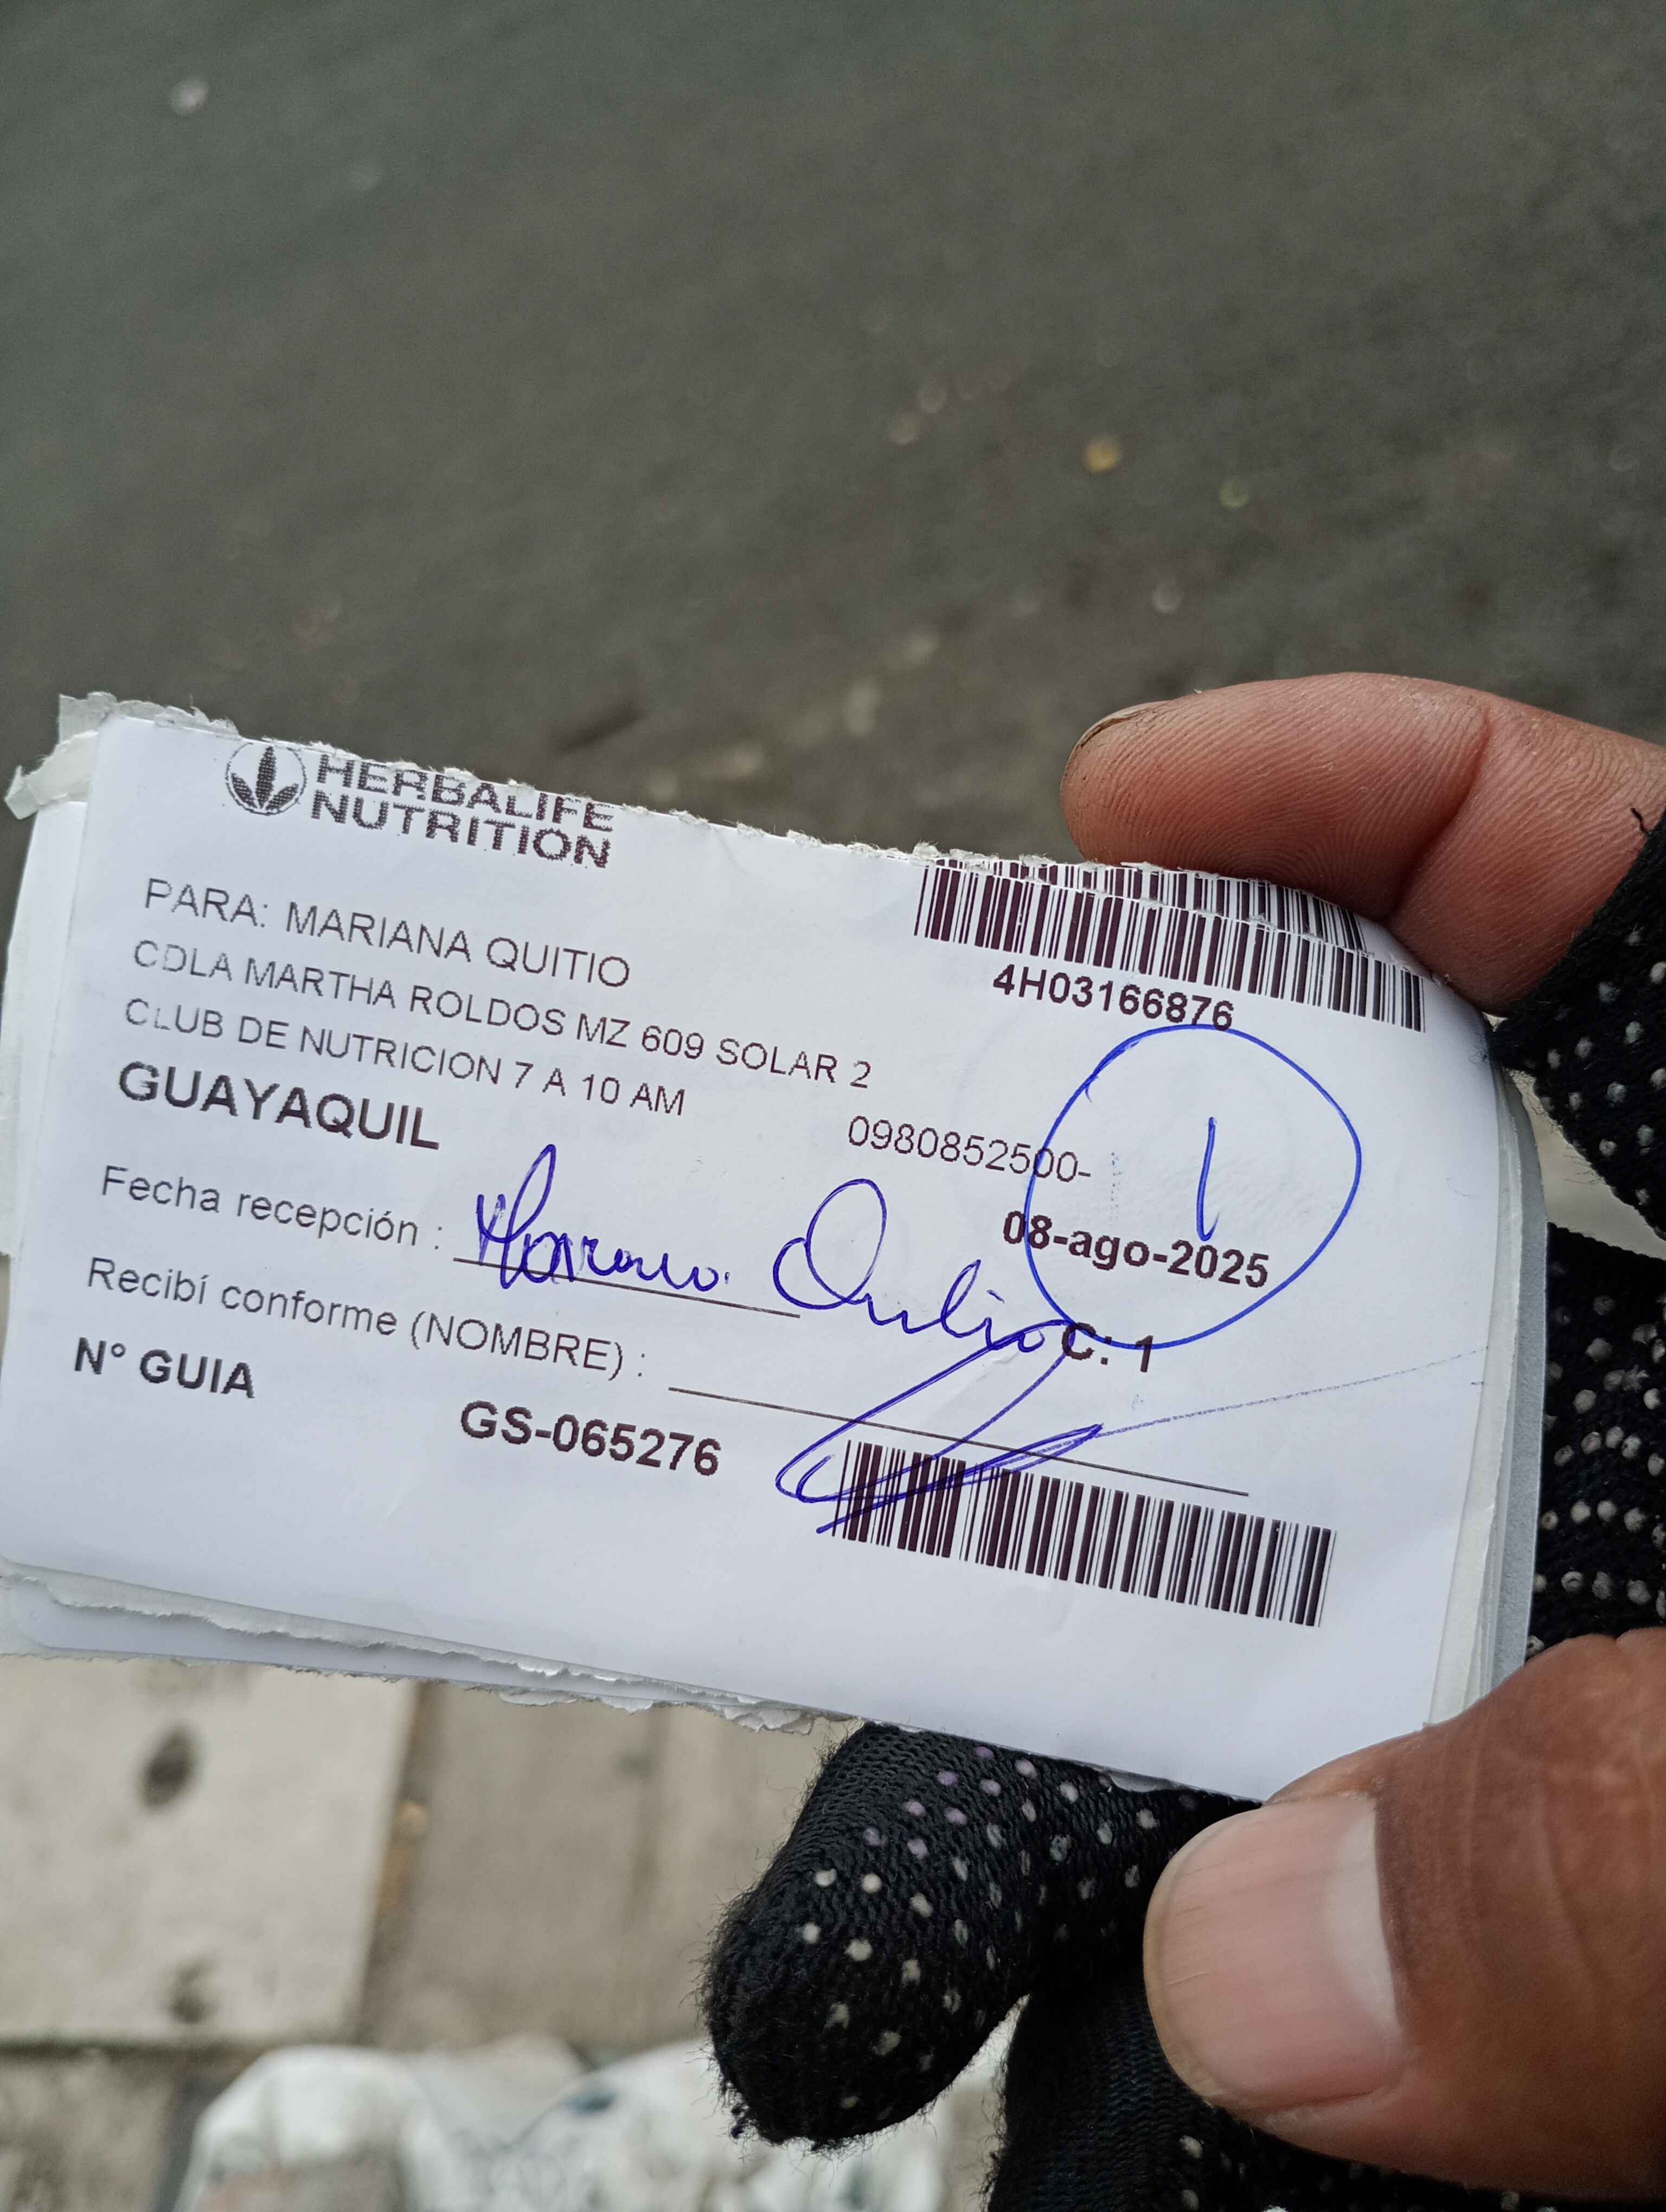 HERBALIFE
NUTRITION
4H03166876
PARA: MARIANA QUITIO
CDLA MARTHA ROLDOS MZ 609 SOLAR 2
CLUB DE NUTRICION 7 A 10 AM
GUAYAQUIL
0980852500-
1
08-ago-2025
Fecha recepción :
C: 1
Recibí conforme (NOMBRE) :
N° GUIA
GS-065276